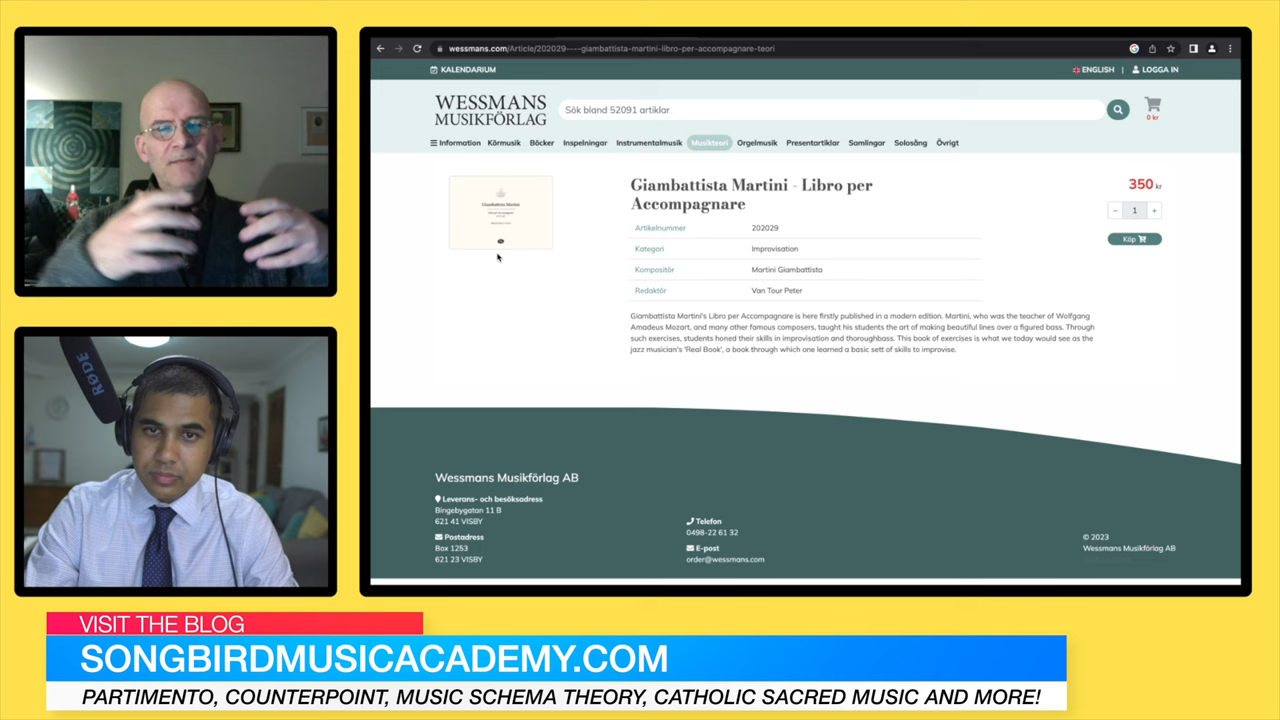 RØDE
wessmans.com/Article/202029----giambattista-martini-libro-per-accompagnare-teori
KALENDARIUM
ENGLISH | LOGGA IN
WESSMANS
MUSIKFÖRLAG
Sök bland 52091 artiklar
0 kr
Information Körmusik Böcker Inspelningar Instrumentalmusik Musikteori Orgelmusik Presentartiklar Samlingar Solosång Övrigt
Giambattista Martini
Giambattista Martini - Libro per
Accompagnare
350 kr
- 1 +
Köp
Artikelnummer 202029
Kategori Improvisation
Kompositör Martini Giambattista
Redaktör Van Tour Peter
Giambattista Martini's Libro per Accompagnare is here firstly published in a modern edition. Martini, who was the teacher of Wolfgang
Amadeus Mozart, and many other famous composers, taught his students the art of making beautiful lines over a figured bass. Through
such exercises, students honed their skills in improvisation and thoroughbass. This book of exercises is what we today would see as the
jazz musician's 'Real Book', a book through which one learned a basic sett of skills to improvise.
Wessmans Musikförlag AB
Leverans- och besöksadress
Bingebygatan 11 B
621 41 VISBY
Postadress
Box 1253
621 23 VISBY
Telefon
0498-22 61 32
E-post
order@wessmans.com
© 2023
Wessmans Musikförlag AB
VISIT THE BLOG
SONGBIRDMUSICACADEMY.COM
PARTIMENTO, COUNTERPOINT, MUSIC SCHEMA THEORY, CATHOLIC SACRED MUSIC AND MORE!